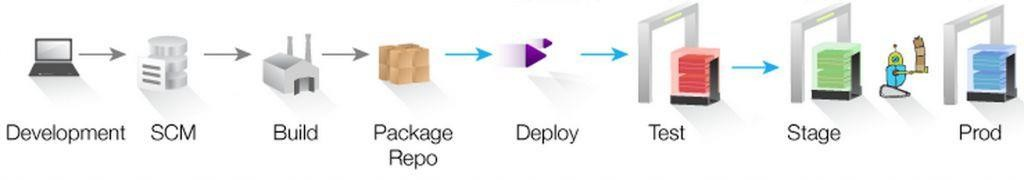 Development
SCM
Build
Package
Repo
Deploy
Test
Stage
Prod